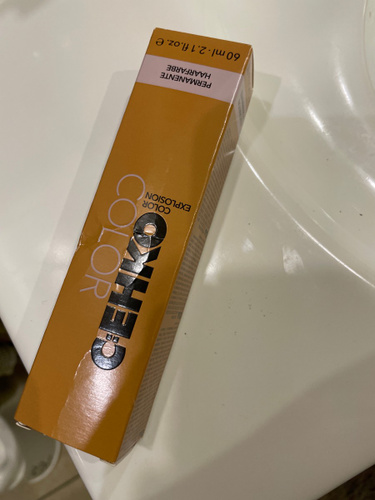 C:EHKO
COLOR
COLOR
EXPLOSION
PERMANENTE
HAARFARBE
60 ml · 2.1 fl.oz. ℮